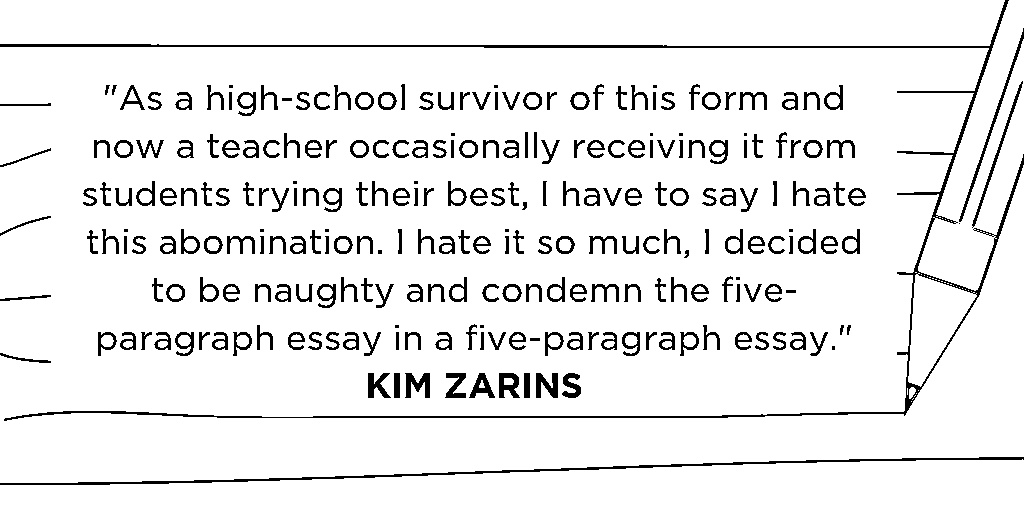 "As a high-school survivor of this form and
now a teacher occasionally receiving it from
students trying their best, I have to say I hate
this abomination. I hate it so much, I decided
to be naughty and condemn the five-
paragraph essay in a five-paragraph essay."
KIM ZARINS